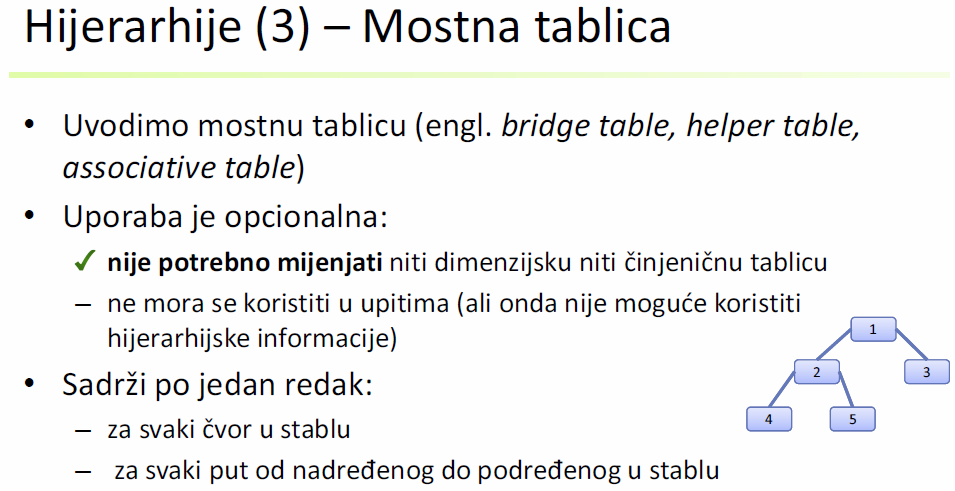 Hijerarhije (3) – Mostna tablica
• Uvodimo mostnu tablicu (engl. bridge table, helper table,
associative table)
• Uporaba je opcionalna:
✓ nije potrebno mijenjati niti dimenzijsku niti činjeničnu tablicu
– ne mora se koristiti u upitima (ali onda nije moguće koristiti
hijerarhijske informacije)
• Sadrži po jedan redak:
– za svaki čvor u stablu
– za svaki put od nadređenog do podređenog u stablu
1
2
3
4
5